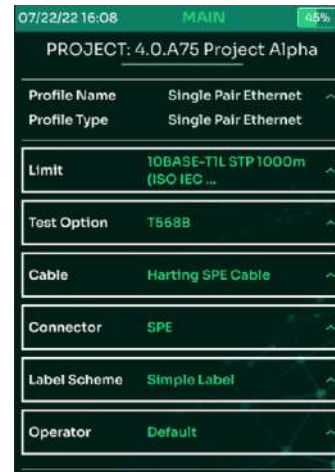 07/22/22 16:08 MAIN 45%
PROJECT: 4.0.A75 Project Alpha
Profile Name Single Pair Ethernet
Profile Type Single Pair Ethernet
Limit 10BASE-T1L STP 1000m
(ISO IEC ...
Test Option T568B
Cable Harting SPE Cable
Connector SPE
Label Scheme Simple Label
Operator Default